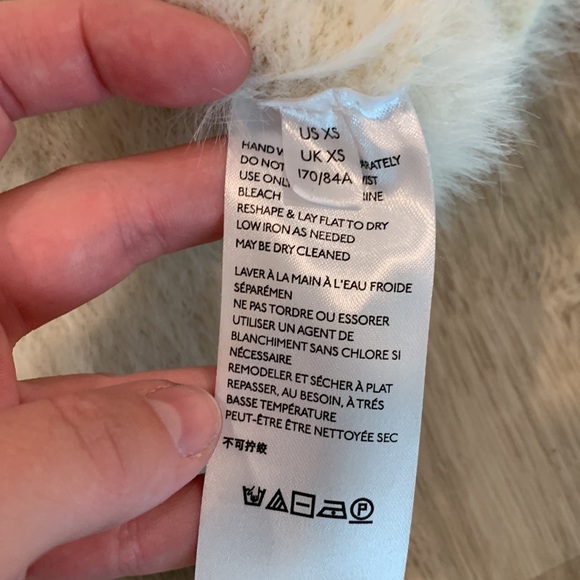 US XS
UK XS
170/84A
HAND W RATELY
DO NOT IST
USE ONL INE
BLEACH
RESHAPE & LAY FLAT TO DRY
LOW IRON AS NEEDED
MAY BE DRY CLEANED
LAVER À LA MAIN À L'EAU FROIDE
SÉPARÉMEN
NE PAS TORDRE OU ESSORER
UTILISER UN AGENT DE
BLANCHIMENT SANS CHLORE SI
NÉCESSAIRE
REMODELER ET SÉCHER À PLAT
REPASSER, AU BESOIN, À TRÉS
BASSE TEMPÉRATURE
PEUT-ÊTRE ÊTRE NETTOYÉE SEC
不可拧绞
P